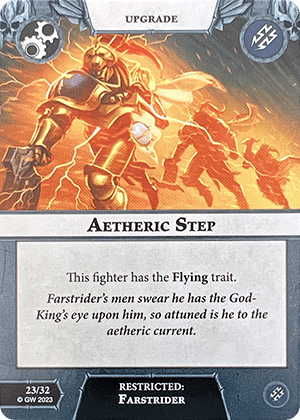 UPGRADE
AETHERIC STEP
This fighter has the Flying trait.
Farstrider's men swear he has the God-
King's eye upon him, so attuned is he to the
aetheric current.
23/32
© GW 2023
RESTRICTED:
FARSTRIDER